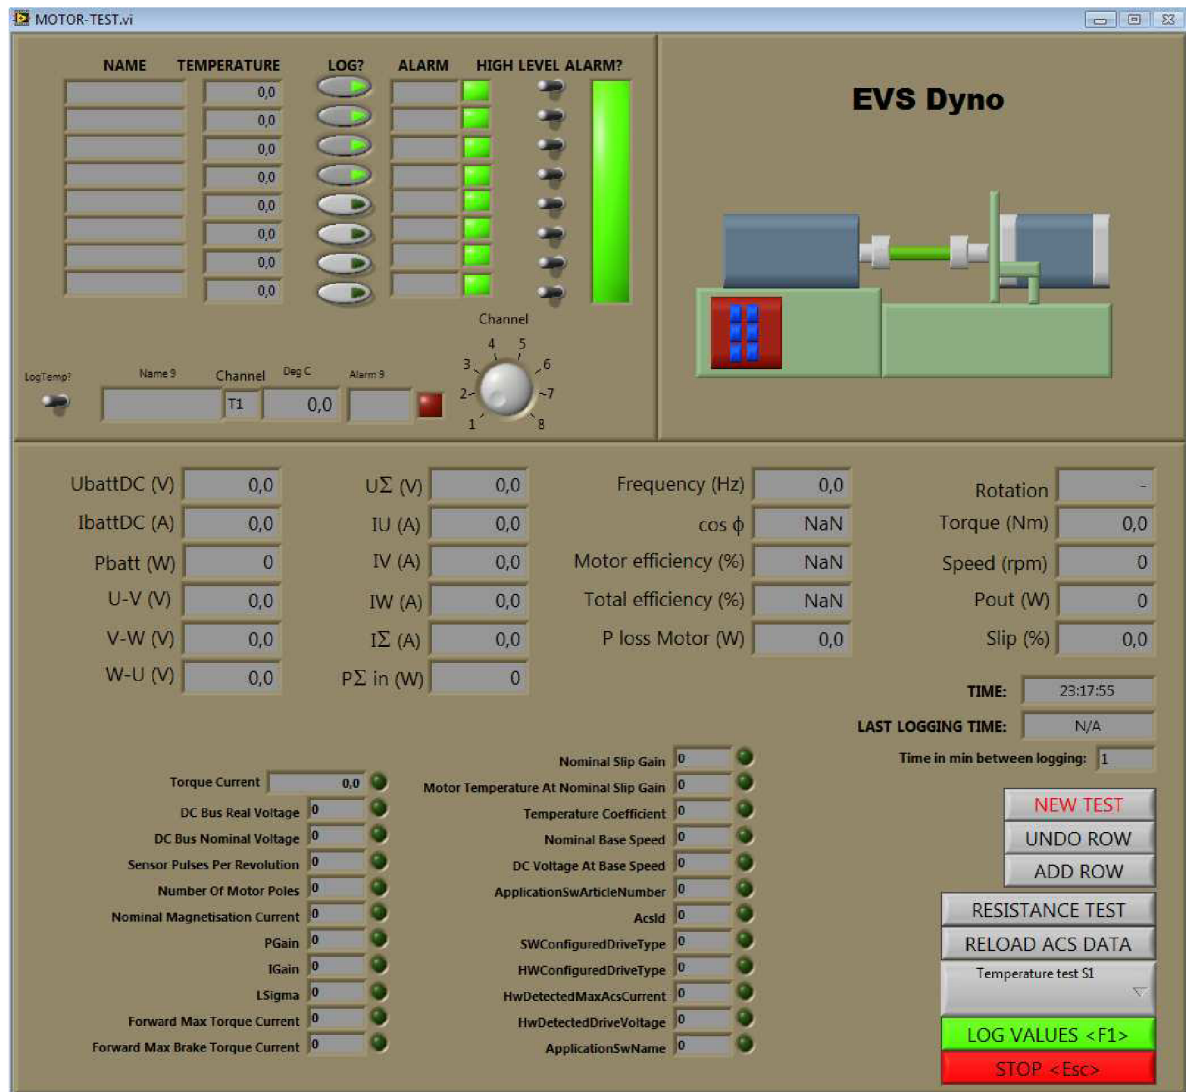 MOTOR-TEST.vi
NAME TEMPERATURE LOG? ALARM HIGH LEVEL ALARM?
0,0
0,0
0,0
0,0
0,0
0,0
0,0
0,0
Channel
1 2 3 4 5 6 7 8
LogTemp? Name 9 Channel Deg C Alarm 9
T1 0,0
EVS Dyno
UbattDC (V) 0,0
IbattDC (A) 0,0
Pbatt (W) 0
U-V (V) 0,0
V-W (V) 0,0
W-U (V) 0,0
UΣ (V) 0,0
IU (A) 0,0
IV (A) 0,0
IW (A) 0,0
IΣ (A) 0,0
PΣ in (W) 0
Frequency (Hz) 0,0
cos ϕ NaN
Motor efficiency (%) NaN
Total efficiency (%) NaN
P loss Motor (W) 0,0
Rotation -
Torque (Nm) 0,0
Speed (rpm) 0
Pout (W) 0
Slip (%) 0,0
TIME: 23:17:55
LAST LOGGING TIME: N/A
Time in min between logging: 1
Torque Current 0,0
DC Bus Real Voltage 0
DC Bus Nominal Voltage 0
Sensor Pulses Per Revolution 0
Number Of Motor Poles 0
Nominal Magnetisation Current 0
PGain 0
IGain 0
LSigma 0
Forward Max Torque Current 0
Forward Max Brake Torque Current 0
Nominal Slip Gain 0
Motor Temperature At Nominal Slip Gain 0
Temperature Coefficient 0
Nominal Base Speed 0
DC Voltage At Base Speed 0
ApplicationSwArticleNumber 0
AcsId 0
SWConfiguredDriveType 0
HWConfiguredDriveType 0
HwDetectedMaxAcsCurrent 0
HwDetectedDriveVoltage 0
ApplicationSwName 0
NEW TEST
UNDO ROW
ADD ROW
RESISTANCE TEST
RELOAD ACS DATA
Temperature test S1
LOG VALUES <F1>
STOP <Esc>